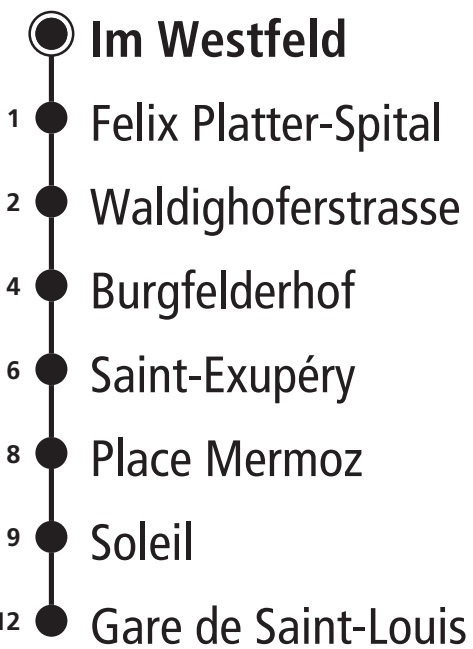 Im Westfeld
1 Felix Platter-Spital
2 Waldighoferstrasse
4 Burgfelderhof
6 Saint-Exupéry
8 Place Mermoz
9 Soleil
12 Gare de Saint-Louis